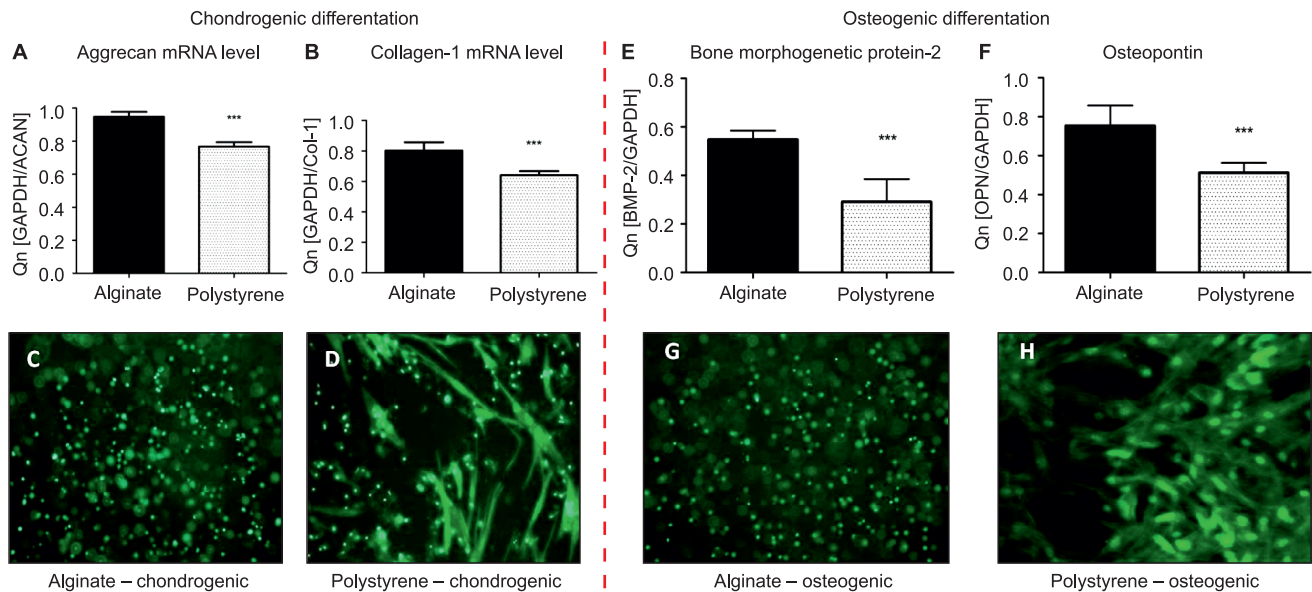 Chondrogenic differentation
Osteogenic differentation
A
Aggrecan mRNA level
Qn [GAPDH/ACAN]
1.0
0.8
0.6
0.4
0.2
0.0
***
Alginate
Polystyrene
B
Collagen-1 mRNA level
Qn [GAPDH/Col-1]
1.0
0.8
0.6
0.4
0.2
0.0
***
Alginate
Polystyrene
E
Bone morphogenetic protein-2
Qn [BMP-2/GAPDH]
0.8
0.6
0.4
0.2
0.0
***
Alginate
Polystyrene
F
Osteopontin
Qn [OPN/GAPDH]
1.0
0.8
0.6
0.4
0.2
0.0
***
Alginate
Polystyrene
C
Alginate – chondrogenic
D
Polystyrene – chondrogenic
G
Alginate – osteogenic
H
Polystyrene – osteogenic